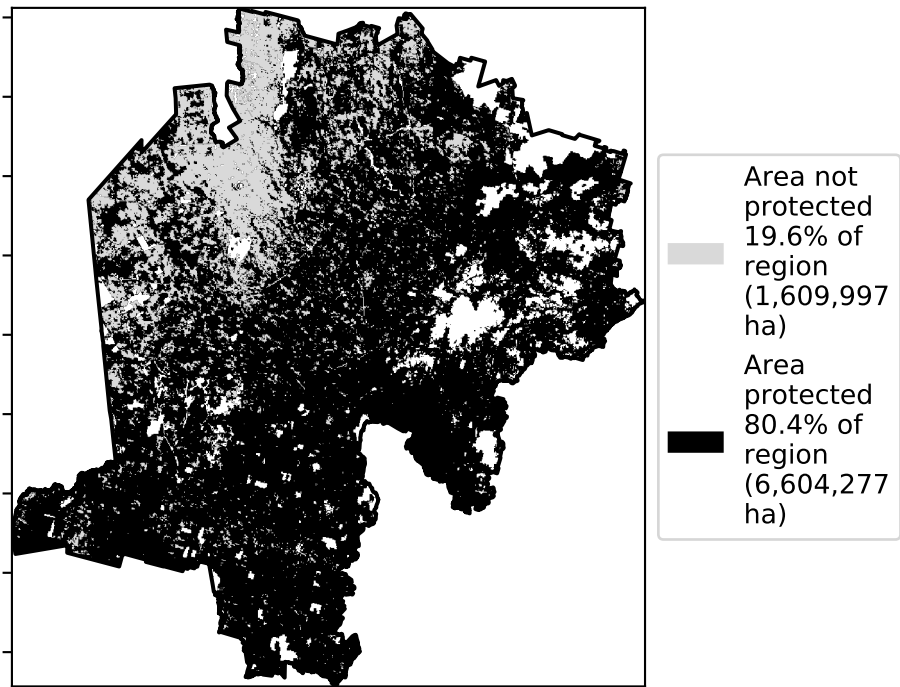 Area not
protected
19.6% of
region
(1,609,997
ha)
Area
protected
80.4% of
region
(6,604,277
ha)